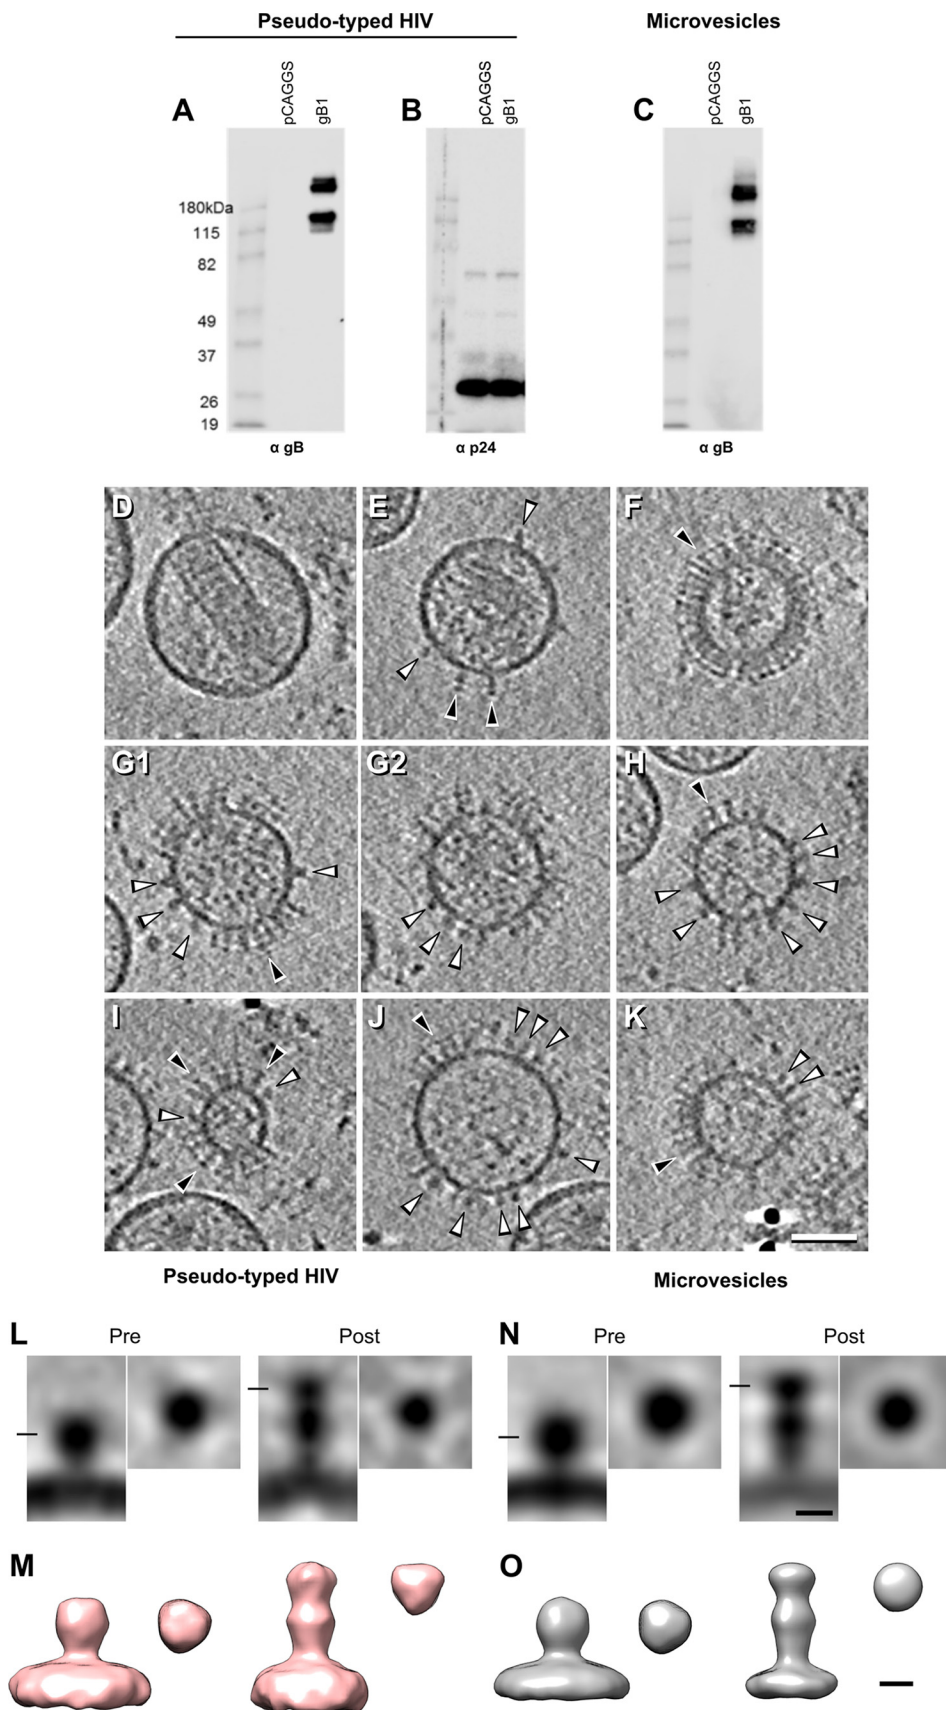 Pseudo-typed HIV
Microvesicles
A
pCAGGS
gB1
B
pCAGGS
gB1
C
pCAGGS
gB1
180kDa
115
82
49
37
26
19
α gB
α p24
α gB
D
E
F
G1
G2
H
I
J
K
Pseudo-typed HIV
Microvesicles
L
Pre
Post
N
Pre
Post
M
O